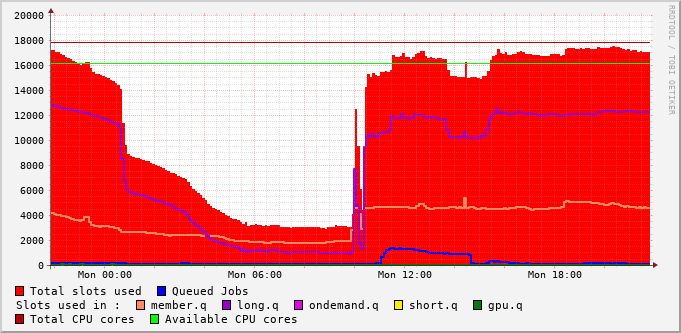 RRDTOOL / TOBI OETIKER
20000
18000
16000
14000
12000
10000
8000
6000
4000
2000
0
Mon 00:00 Mon 06:00 Mon 12:00 Mon 18:00
Total slots used Queued Jobs
Slots used in : member.q long.q ondemand.q short.q gpu.q
Total CPU cores Available CPU cores